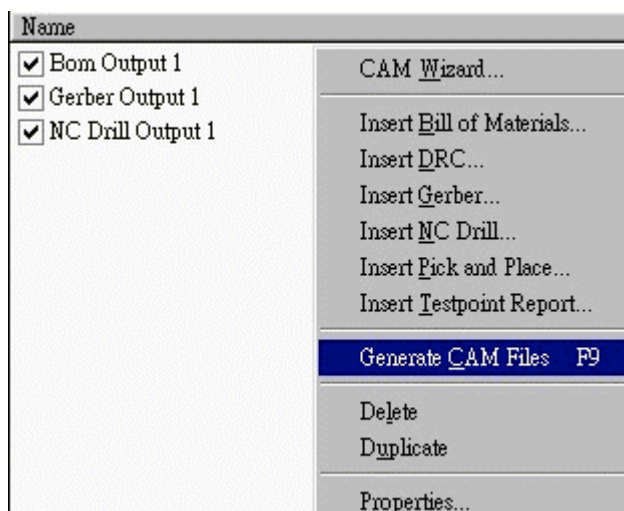 Name
Bom Output 1
Gerber Output 1
NC Drill Output 1
CAM Wizard...
Insert Bill of Materials...
Insert DRC...
Insert Gerber...
Insert NC Drill...
Insert Pick and Place...
Insert Testpoint Report...
Generate CAM Files F9
Delete
Duplicate
Properties...